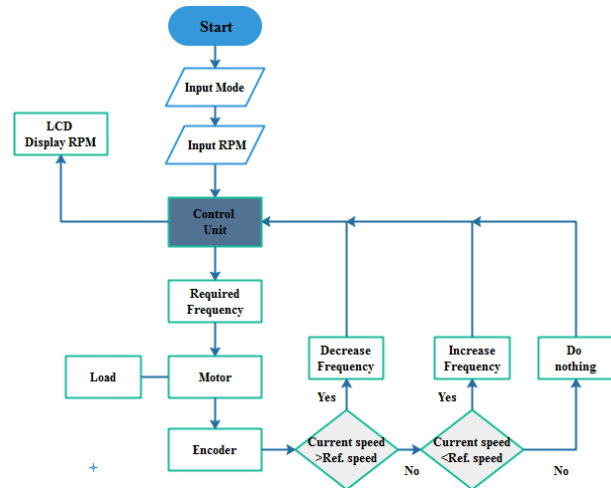 Start
Input Mode
LCD
Display RPM
Input RPM
Control
Unit
Required
Frequency
Decrease
Frequency
Increase
Frequency
Do
nothing
Load
Motor
Yes
Yes
Encoder
Current speed
>Ref. speed
Current speed
<Ref. speed
No
No